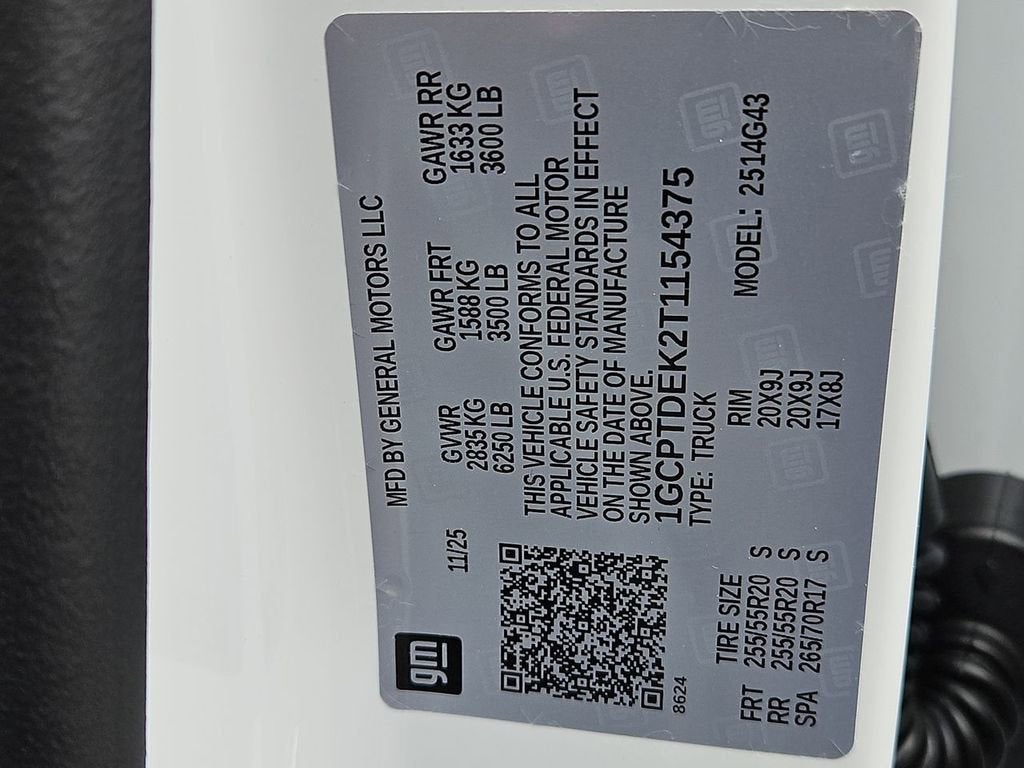 gm
MFD BY GENERAL MOTORS LLC
11/25
GVWR GAWR FRT GAWR RR
2835 KG 1588 KG 1633 KG
6250 LB 3500 LB 3600 LB
THIS VEHICLE CONFORMS TO ALL
APPLICABLE U.S. FEDERAL MOTOR
VEHICLE SAFETY STANDARDS IN EFFECT
ON THE DATE OF MANUFACTURE
SHOWN ABOVE.
1GCPTDEK2T1154375
8624
TYPE: TRUCK
MODEL: 2514G43
TIRE SIZE RIM
FRT 255/55R20 S 20X9J
RR 255/55R20 S 20X9J
SPA 265/70R17 S 17X8J